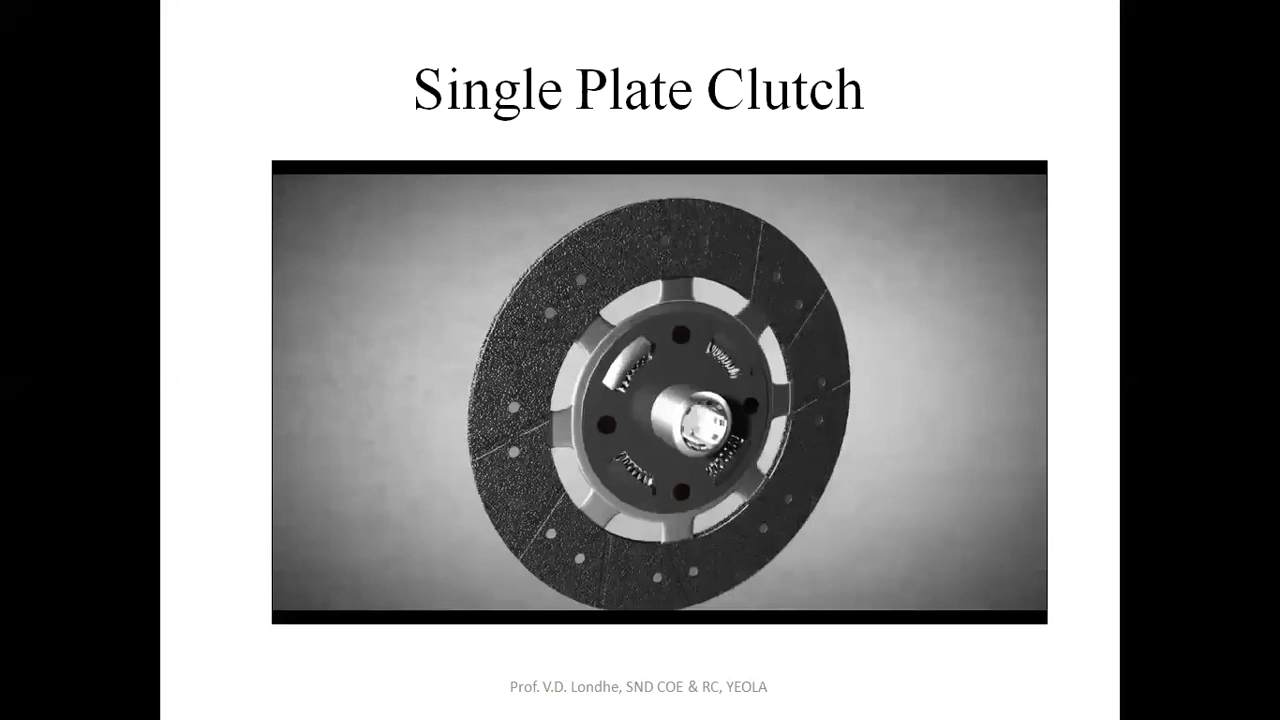 Single Plate Clutch
Prof. V.D. Londhe, SND COE & RC, YEOLA